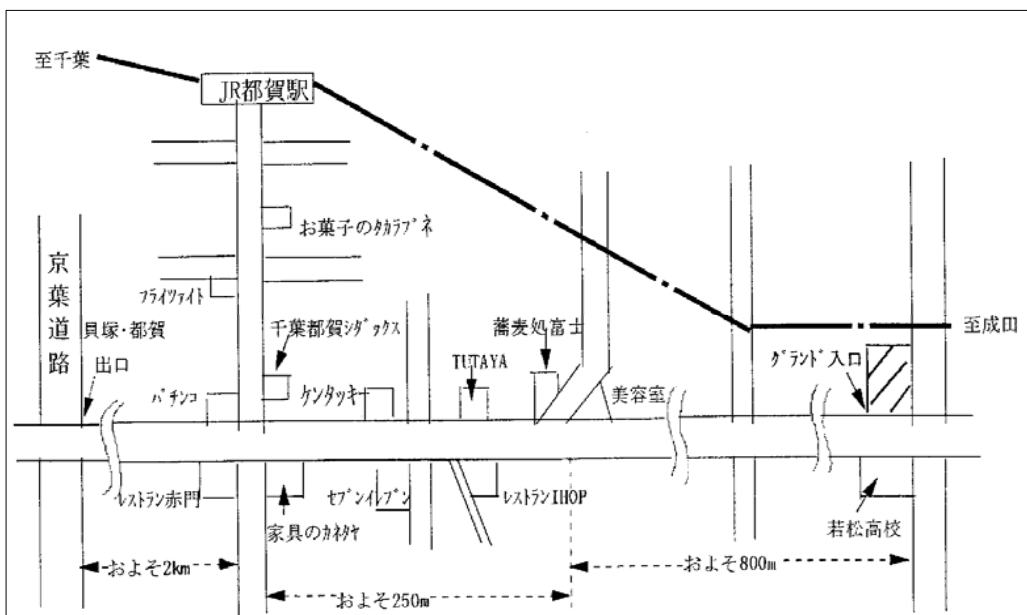 至千葉
JR都賀駅
お菓子のタカラブネ
京葉道路
フライツァイト
貝塚・都賀
出口
千葉都賀シダックス
蕎麦処富士
至成田
TUTAYA
グランド入口
パチンコ
ケンタッキー
美容室
レストラン赤門
セブンイレブン
レストランIHOP
家具のカネタヤ
若松高校
およそ2km
およそ800m
およそ250m